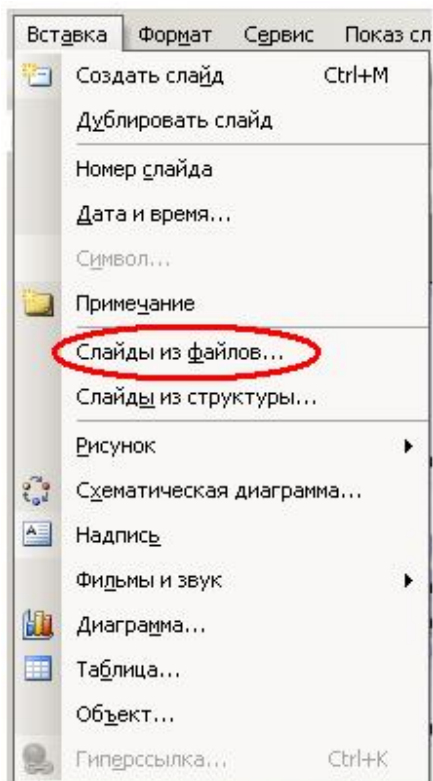 Вставка Формат Сервис Показ сл
Создать слайд Ctrl+M
Дублировать слайд
Номер слайда
Дата и время...
Символ...
Примечание
Слайды из файлов...
Слайды из структуры...
Рисунок
Схематическая диаграмма...
Надпись
Фильмы и звук
Диаграмма...
Таблица...
Объект...
Гиперссылка... Ctrl+K